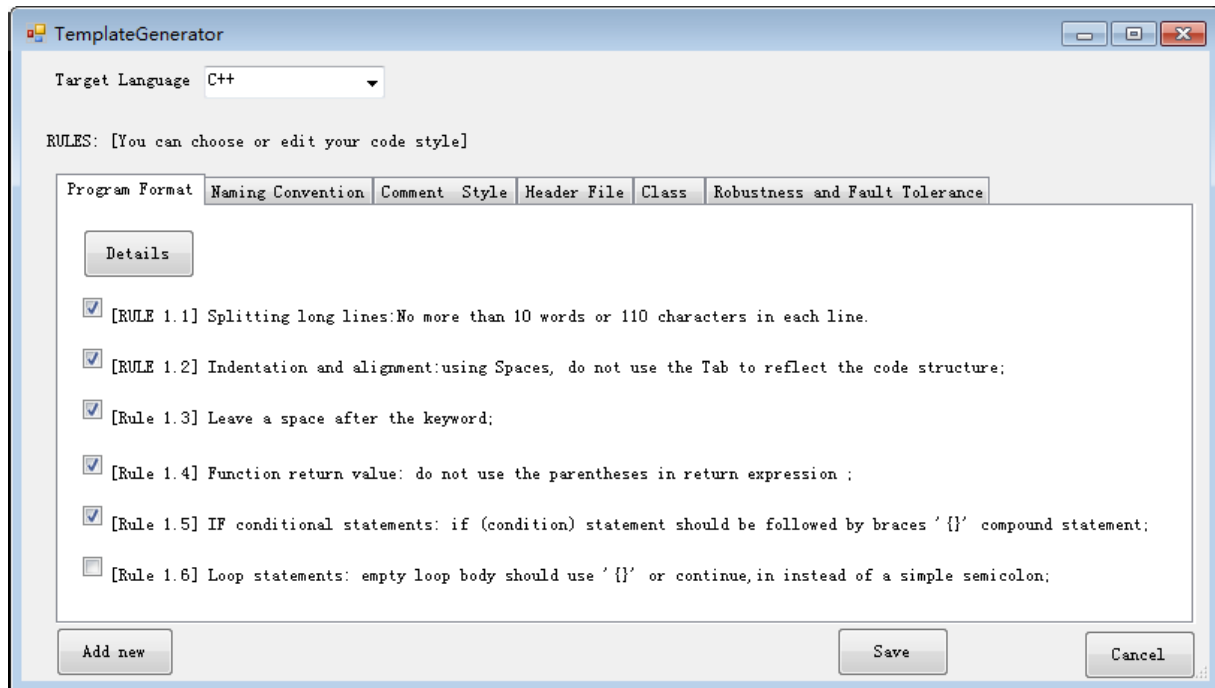 TemplateGenerator
Target Language C++
RULES: [You can choose or edit your code style]
Program Format Naming Convention Comment Style Header File Class Robustness and Fault Tolerance
Details
[RULE 1.1] Splitting long lines:No more than 10 words or 110 characters in each line.
[RULE 1.2] Indentation and alignment:using Spaces, do not use the Tab to reflect the code structure;
[Rule 1.3] Leave a space after the keyword;
[Rule 1.4] Function return value: do not use the parentheses in return expression ;
[Rule 1.5] IF conditional statements: if (condition) statement should be followed by braces '{}' compound statement;
[Rule 1.6] Loop statements: empty loop body should use '{}' or continue,in instead of a simple semicolon;
Add new Save Cancel